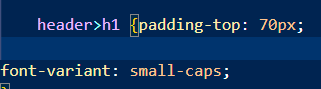 header>h1 {padding-top: 70px;
font-variant: small-caps;